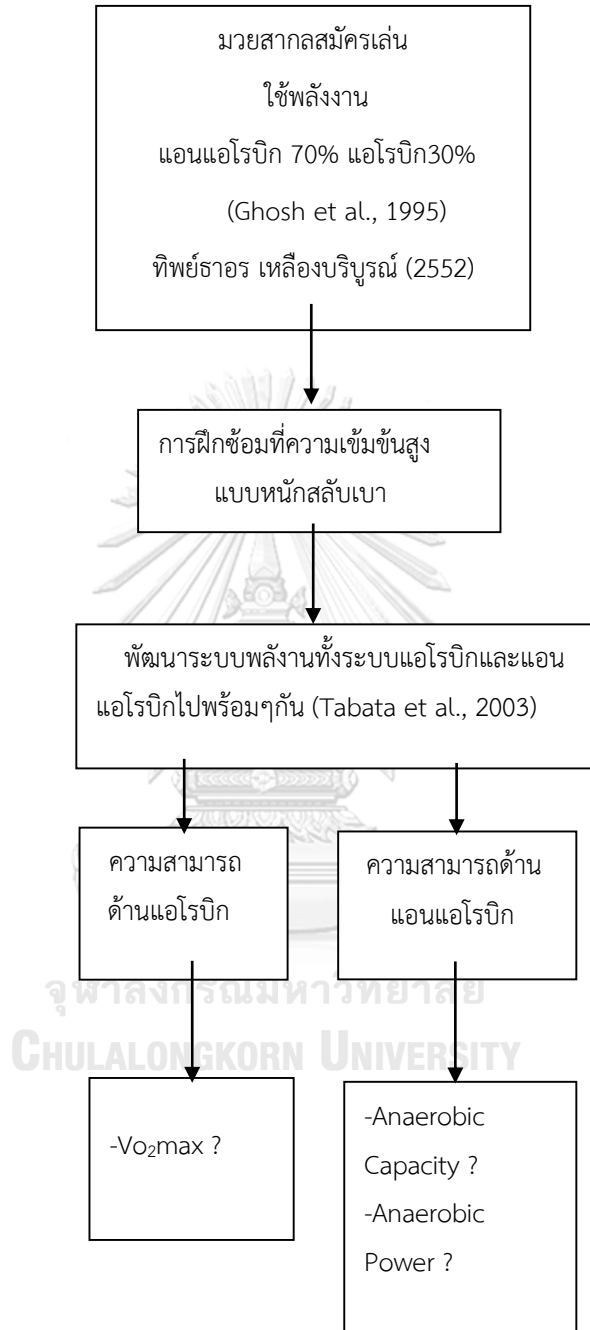 มวยสากลสมัครเล่น
ใช้พลังงาน
แอนแอโรบิก 70% แอโรบิก30%
(Ghosh et al., 1995)
ทิพย์ธาอร เหลืองบริบูรณ์ (2552)
การฝึกซ้อมที่ความเข้มข้นสูง
แบบหนักสลับเบา
พัฒนาระบบพลังงานทั้งระบบแอโรบิกและแอน
แอโรบิกไปพร้อมๆกัน (Tabata et al., 2003)
ความสามารถ
ด้านแอโรบิก
ความสามารถด้าน
แอนแอโรบิก
จุฬาลงกรณ์มหาวิทยาลัย
CHULALONGKORN UNIVERSITY
-Vo₂max ?
-Anaerobic
Capacity ?
-Anaerobic
Power ?